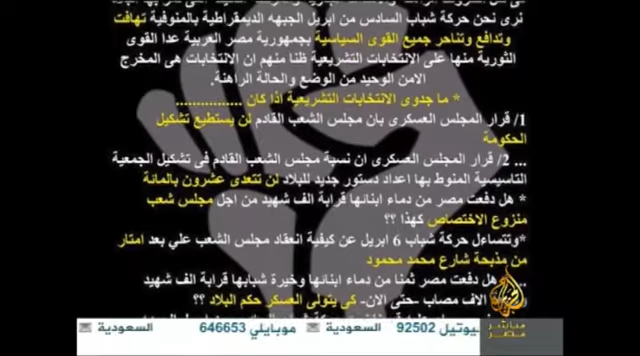 نرى نحن حركة شباب السادس من ابريل الجبهه الديمقراطية بالمنوفية تهافت
وتدافع وتناحر جميع القوى السياسية بجمهورية مصر العربية عدا القوى
الثورية منها على الانتخابات التشريعية ظنا منهم ان الانتخابات هى المخرج
الامن الوحيد من الوضع والحالة الراهنة.
* ما جدوى الانتخابات التشريعية اذا كان ................
1/ قرار المجلس العسكرى بان مجلس الشعب القادم لن يستطيع تشكيل
الحكومة
2/ قرار المجلس العسكرى ان نسبة مجلس الشعب القادم فى تشكيل الجمعية ...
التاسيسية المنوط بها اعداد دستور جديد للبلاد لن تتعدى عشرون بالمائة
* هل دفعت مصر من دماء ابنائها قرابة الف شهيد من اجل مجلس شعب
منزوع الاختصاص كهذا ؟؟
*وتتساءل حركة شباب 6 ابريل عن كيفية انعقاد مجلس الشعب علي بعد امتار
من مذبحة شارع محمد محمود
هل دفعت مصر ثمنا من دماء ابنائها وخيرة شبابها قرابة الف شهيد ...
الاف مصاب -حتى الان- كى يتولى العسكر حكم البلاد ؟؟
مباشر
مصر
السعودية موبايلي 646653 السعودية يوتيل 92502